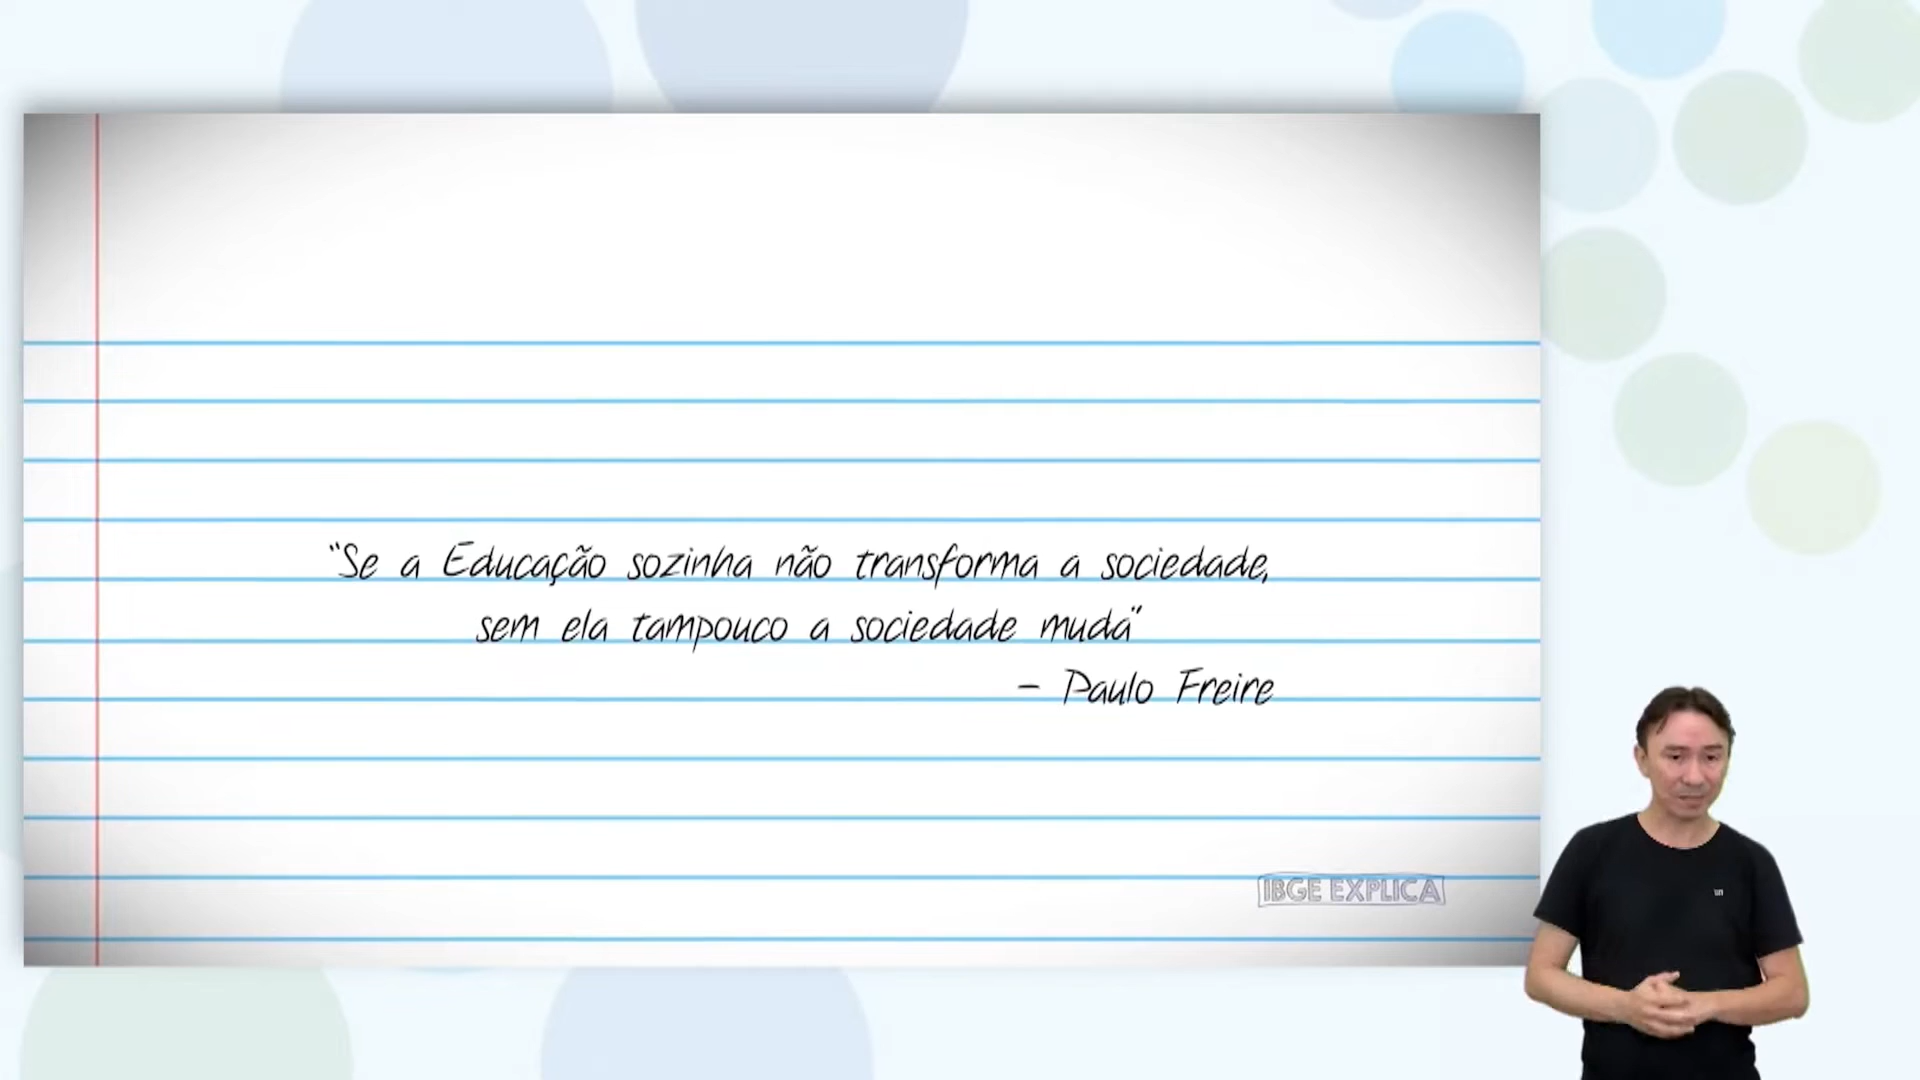 "Se a Educação sozinha não transforma a sociedade,
sem ela tampouco a sociedade muda"
– Paulo Freire
IBGE EXPLICA